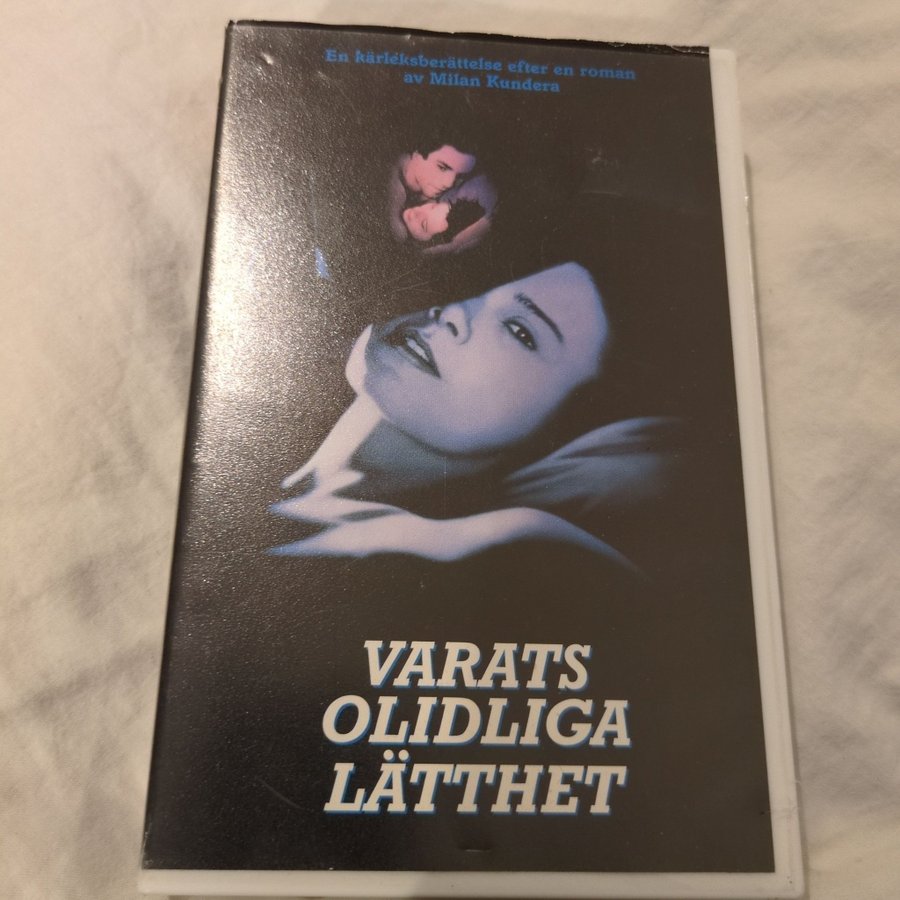 En kärleksberättelse efter en roman
av Milan Kundera
VARATS
OLIDLIGA
LÄTTHET